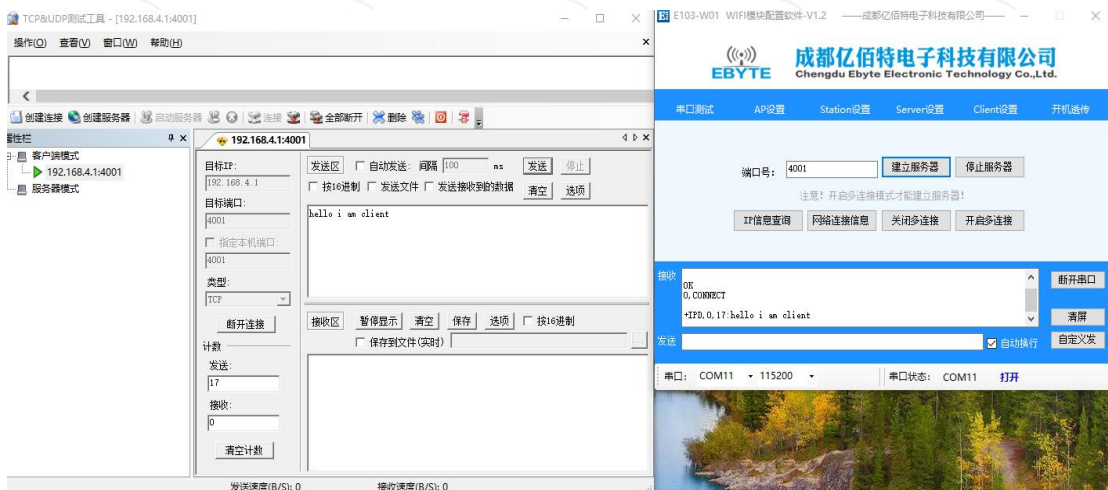 TCP&UDP测试工具 - [192.168.4.1:4001]
操作(O) 查看(V) 窗口(W) 帮助(H)
创建连接 创建服务器 启动服务器 连接 全部断开 删除
属性栏
客户端模式
192.168.4.1:4001
服务器模式
192.168.4.1:4001
目标IP:
192.168.4.1
目标端口:
4001
指定本机端口:
4001
类型:
TCP
断开连接
计数
发送:
17
接收:
0
清空计数
发送区 自动发送: 间隔 100 ms 发送 停止
按16进制 发送文件 发送接收到的数据 清空 选项
hello i am client
接收区 暂停显示 清空 保存 选项 按16进制
保存到文件(实时)
发送速度(B/S): 0 接收速度(B/S): 0
E103-W01 WIFI模块配置软件-V1.2 ——成都亿佰特电子科技有限公司——
EBYTE
成都亿佰特电子科技有限公司
Chengdu Ebyte Electronic Technology Co.,Ltd.
串口测试 AP设置 Station设置 Server设置 Client设置 开机透传
端口号: 4001 建立服务器 停止服务器
注意! 开启多连接模式才能建立服务器!
IP信息查询 网络连接信息 关闭多连接 开启多连接
接收
OK
0,CONNECT
+IPD,0,17:hello i am client
断开串口
清屏
发送 自动换行 自定义发
串口: COM11 115200 串口状态: COM11 打开